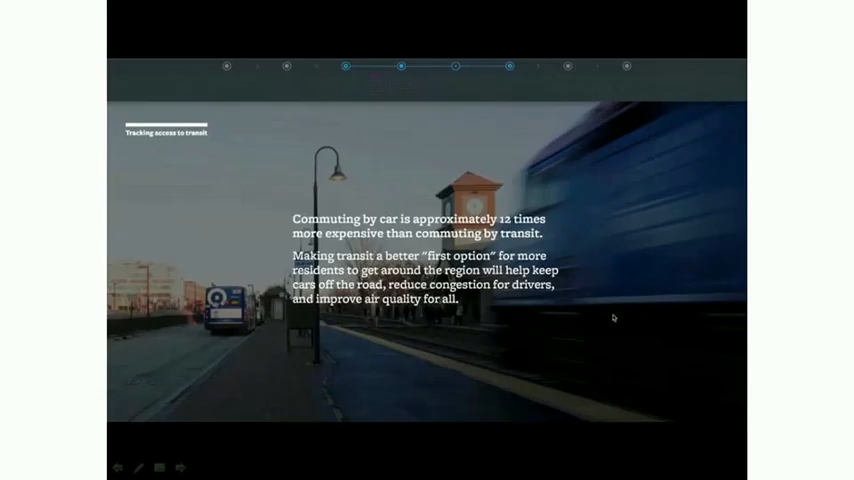 Tracking access to transit
Commuting by car is approximately 12 times
more expensive than commuting by transit.
Making transit a better "first option" for more
residents to get around the region will help keep
cars off the road, reduce congestion for drivers,
and improve air quality for all.